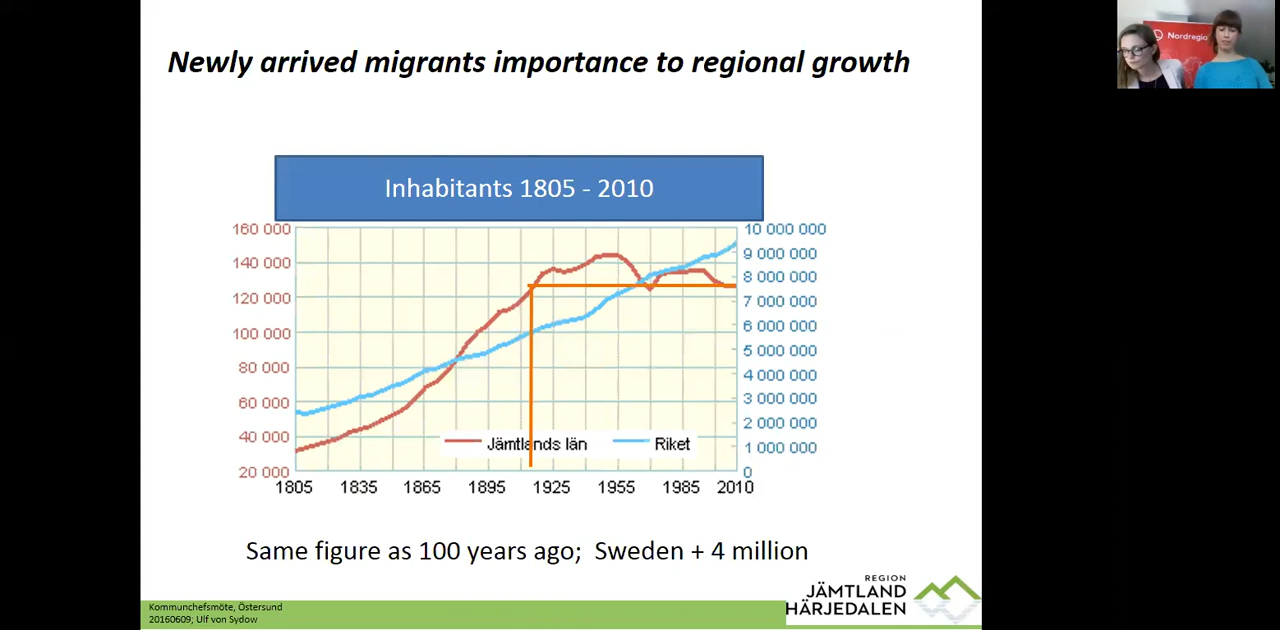 Newly arrived migrants importance to regional growth
Nordregio
Inhabitants 1805 - 2010
160 000
140 000
120 000
100 000
80 000
60 000
40 000
20 000
10 000 000
9 000 000
8 000 000
7 000 000
6 000 000
5 000 000
4 000 000
3 000 000
2 000 000
1 000 000
0
Jämtlands län
Riket
1805 1835 1865 1895 1925 1955 1985 2010
Same figure as 100 years ago; Sweden + 4 million
REGION
JÄMTLAND
HÄRJEDALEN
Kommunchefsmöte, Östersund
20160609; Ulf von Sydow